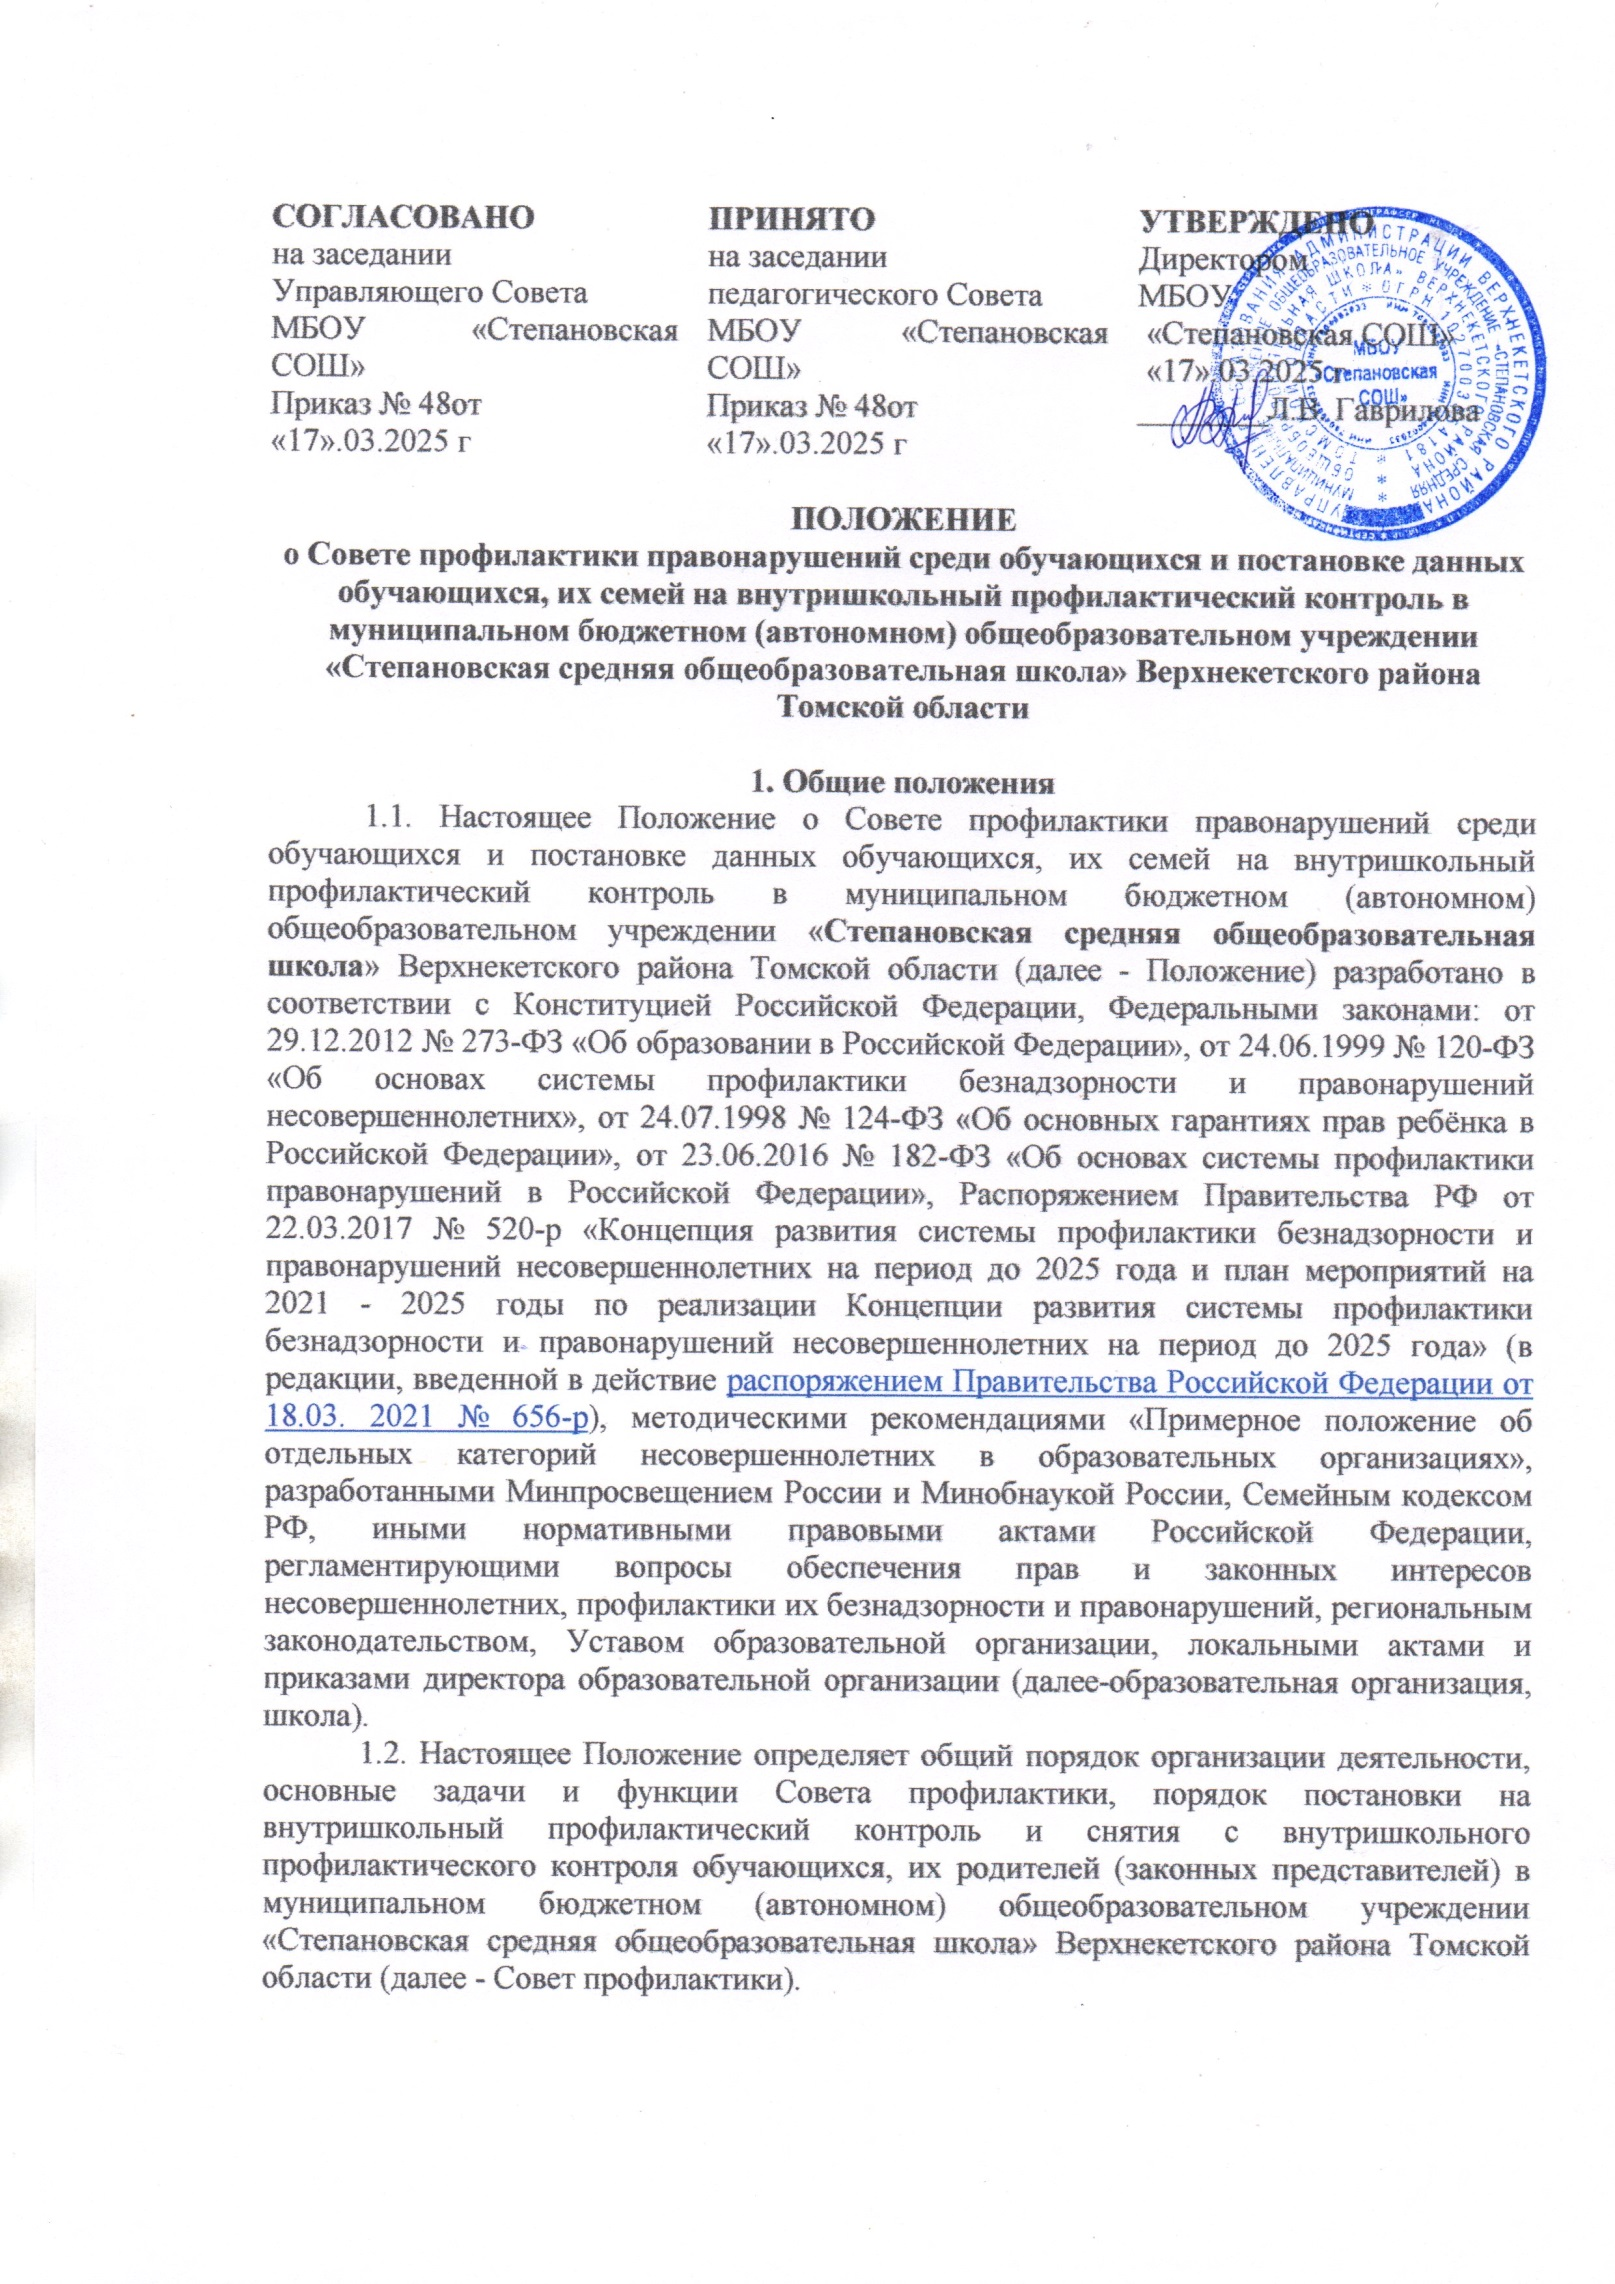 СОГЛАСОВАНО
на заседании
Управляющего Совета
МБОУ «Степановская
СОШ»
Приказ № 48от
«17».03.2025 г
ПРИНЯТО
на заседании
педагогического Совета
МБОУ «Степановская
СОШ»
Приказ № 48от
«17».03.2025 г
УТВЕРЖДЕНО
Директором
МБОУ
«Степановская СОШ»
«17».03.2025 г
Л.В. Гаврилова
МБОУ
«Степановская
СОШ»
ПОЛОЖЕНИЕ
о Совете профилактики правонарушений среди обучающихся и постановке данных
обучающихся, их семей на внутришкольный профилактический контроль в
муниципальном бюджетном (автономном) общеобразовательном учреждении
«Степановская средняя общеобразовательная школа» Верхнекетского района
Томской области
1. Общие положения
1.1. Настоящее Положение о Совете профилактики правонарушений среди
обучающихся и постановке данных обучающихся, их семей на внутришкольный
профилактический контроль в муниципальном бюджетном (автономном)
общеобразовательном учреждении «Степановская средняя общеобразовательная
школа» Верхнекетского района Томской области (далее - Положение) разработано в
соответствии с Конституцией Российской Федерации, Федеральными законами: от
29.12.2012 № 273-ФЗ «Об образовании в Российской Федерации», от 24.06.1999 № 120-ФЗ
«Об основах системы профилактики безнадзорности и правонарушений
несовершеннолетних», от 24.07.1998 № 124-ФЗ «Об основных гарантиях прав ребёнка в
Российской Федерации», от 23.06.2016 № 182-ФЗ «Об основах системы профилактики
правонарушений в Российской Федерации», Распоряжением Правительства РФ от
22.03.2017 № 520-р «Концепция развития системы профилактики безнадзорности и
правонарушений несовершеннолетних на период до 2025 года и план мероприятий на
2021 - 2025 годы по реализации Концепции развития системы профилактики
безнадзорности и правонарушений несовершеннолетних на период до 2025 года» (в
редакции, введенной в действие распоряжением Правительства Российской Федерации от
18.03. 2021 № 656-р), методическими рекомендациями «Примерное положение об
отдельных категорий несовершеннолетних в образовательных организациях»,
разработанными Минпросвещением России и Минобнаукой России, Семейным кодексом
РФ, иными нормативными правовыми актами Российской Федерации,
регламентирующими вопросы обеспечения прав и законных интересов
несовершеннолетних, профилактики их безнадзорности и правонарушений, региональным
законодательством, Уставом образовательной организации, локальными актами и
приказами директора образовательной организации (далее-образовательная организация,
школа).
1.2. Настоящее Положение определяет общий порядок организации деятельности,
основные задачи и функции Совета профилактики, порядок постановки на
внутришкольный профилактический контроль и снятия с внутришкольного
профилактического контроля обучающихся, их родителей (законных представителей) в
муниципальном бюджетном (автономном) общеобразовательном учреждении
«Степановская средняя общеобразовательная школа» Верхнекетского района Томской
области (далее - Совет профилактики).